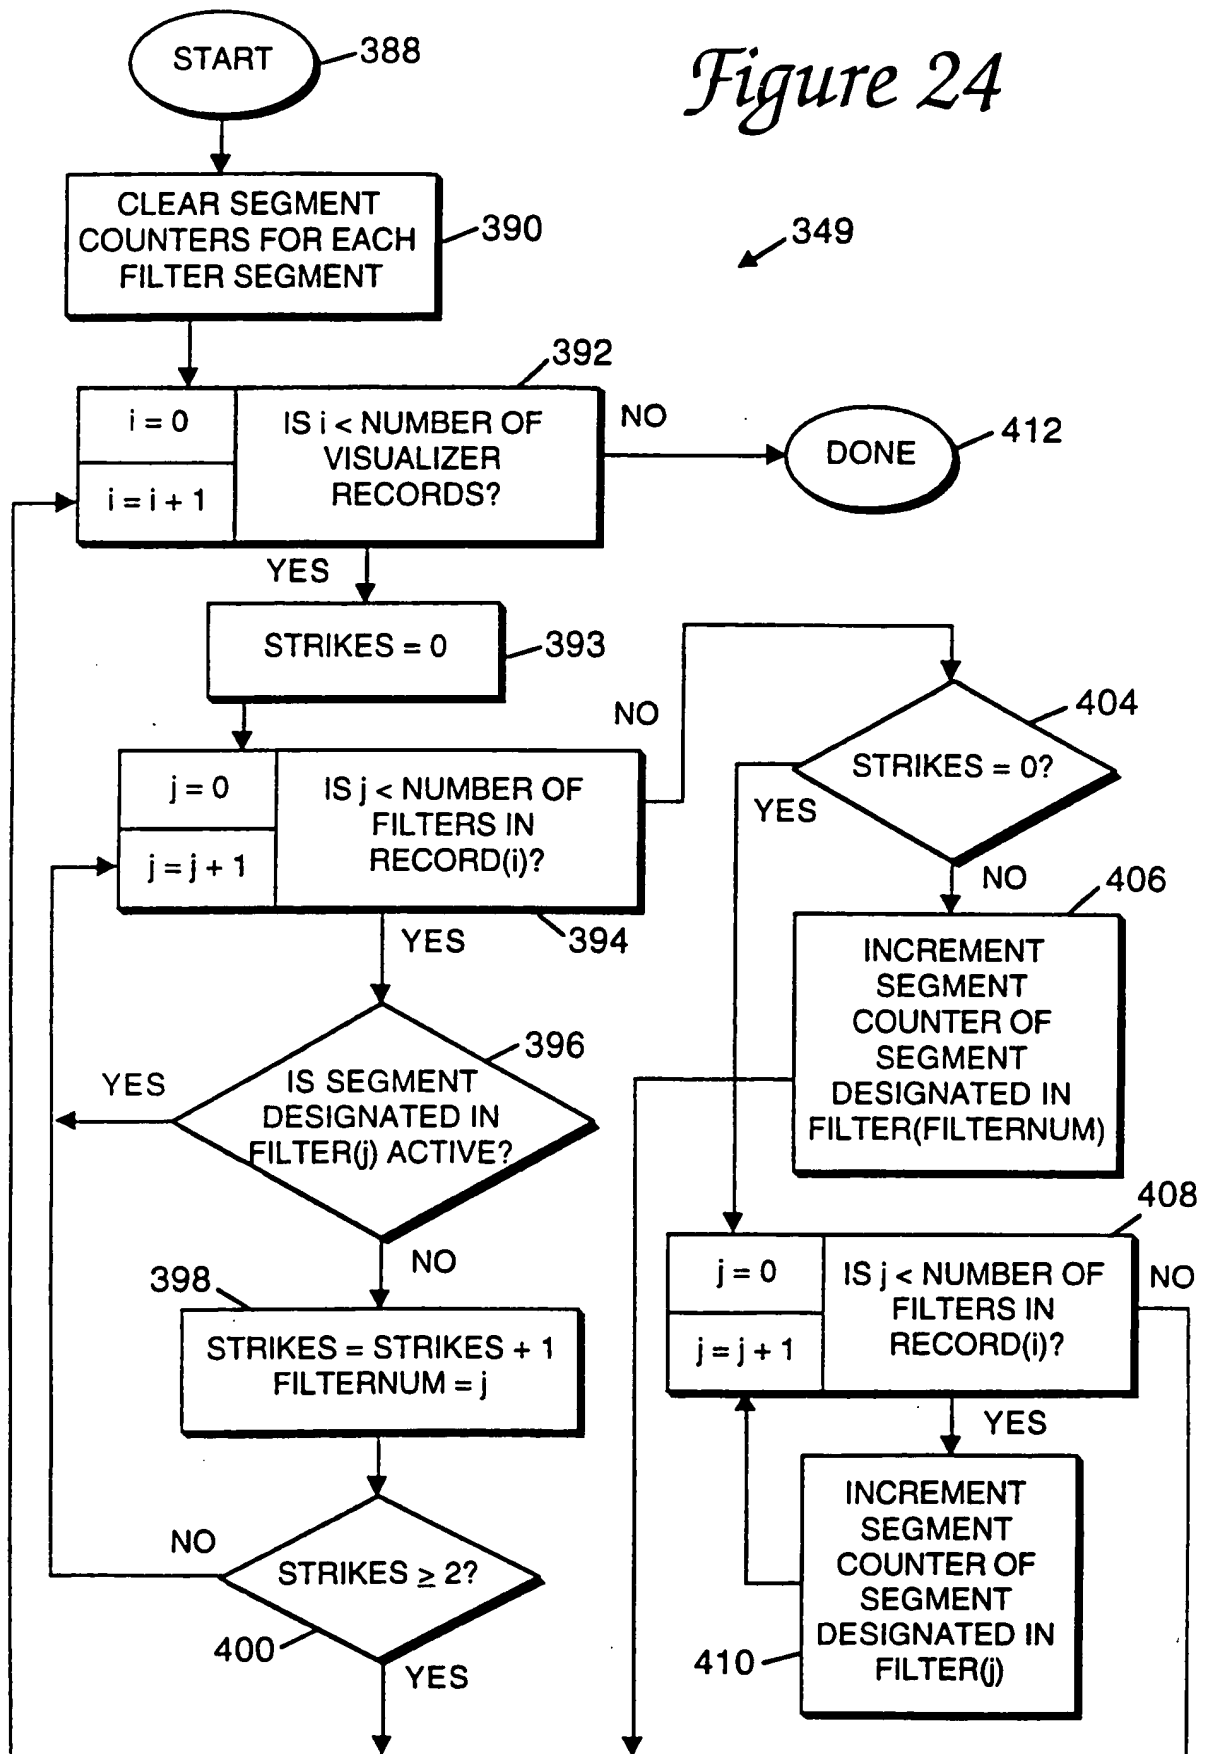 START
388
Figure 24
CLEAR SEGMENT
COUNTERS FOR EACH
FILTER SEGMENT
390
349
392
i = 0
i = i + 1
IS i < NUMBER OF
VISUALIZER
RECORDS?
NO
DONE
412
YES
STRIKES = 0
393
NO
404
STRIKES = 0?
YES
NO
j = 0
j = j + 1
IS j < NUMBER OF
FILTERS IN
RECORD(i)?
394
YES
406
INCREMENT
SEGMENT
COUNTER OF
SEGMENT
DESIGNATED IN
FILTER(FILTERNUM)
396
YES
IS SEGMENT
DESIGNATED IN
FILTER(j) ACTIVE?
NO
408
j = 0
j = j + 1
IS j < NUMBER OF
FILTERS IN
RECORD(i)?
NO
YES
398
STRIKES = STRIKES + 1
FILTERNUM = j
NO
STRIKES ≥ 2?
400
YES
INCREMENT
SEGMENT
COUNTER OF
SEGMENT
DESIGNATED IN
FILTER(j)
410